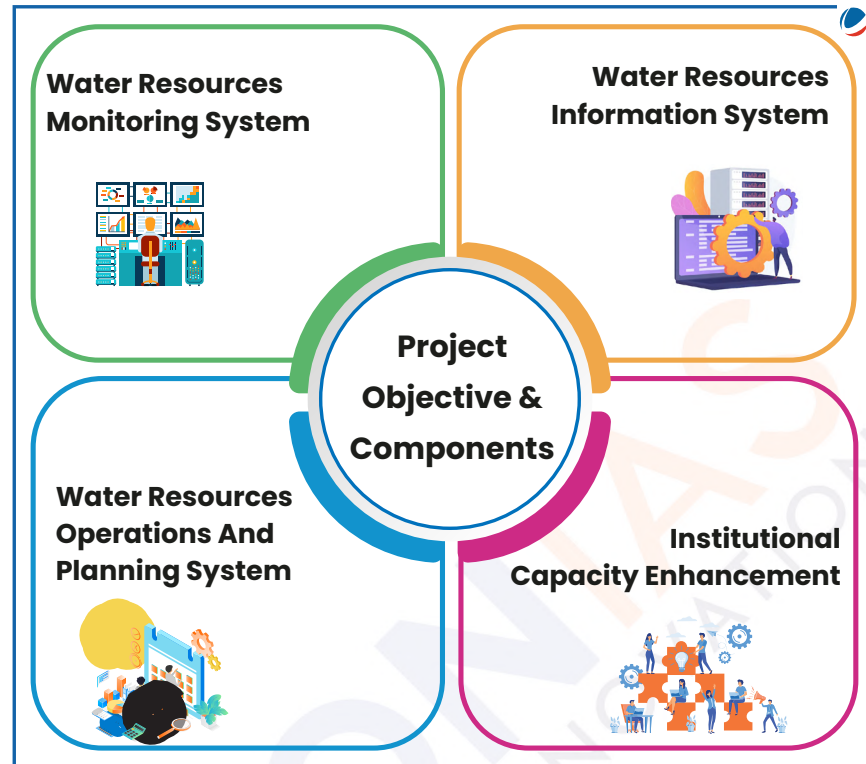 Water Resources
Monitoring System
Water Resources
Information System
Project
Objective &
Components
Water Resources
Operations And
Planning System
Institutional
Capacity Enhancement